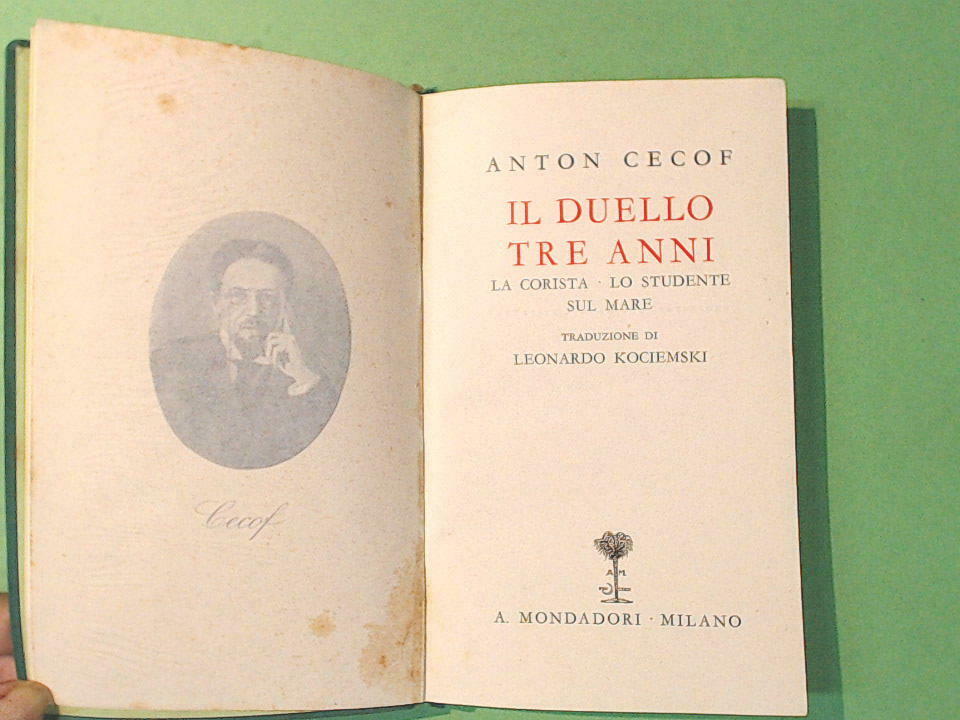 Cecof
ANTON CECOF
IL DUELLO
TRE ANNI
LA CORISTA · LO STUDENTE
SUL MARE
TRADUZIONE DI
LEONARDO KOCIEMSKI
A. M.
A. MONDADORI · MILANO